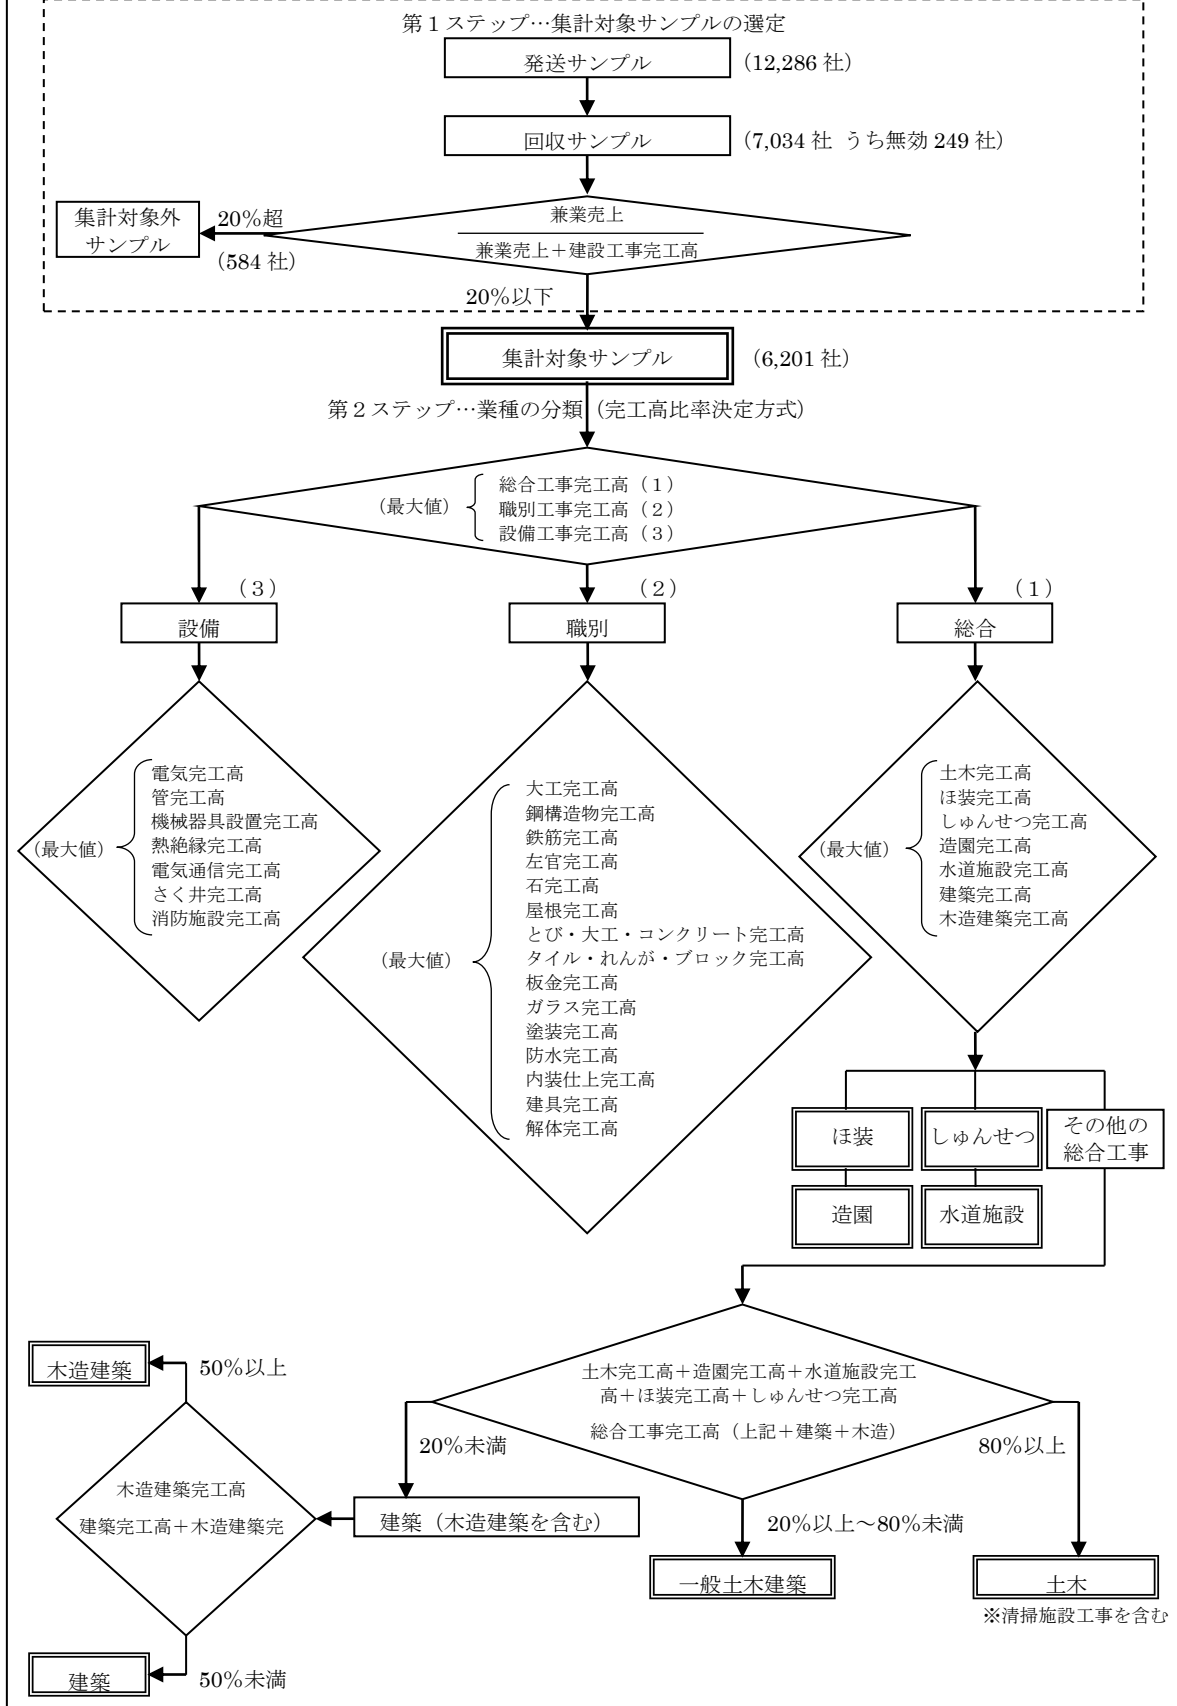 第１ステップ…集計対象サンプルの選定
発送サンプル
（12,286 社）
回収サンプル
（7,034 社 うち無効 249 社）
集計対象外
サンプル
20％超
（584 社）
兼業売上
兼業売上＋建設工事完工高
20％以下
集計対象サンプル
（6,201 社）
第２ステップ…業種の分類（完工高比率決定方式）
（最大値）
総合工事完工高（１）
職別工事完工高（２）
設備工事完工高（３）
（３）
（２）
（１）
設備
職別
総合
（最大値）
電気完工高
管完工高
機械器具設置完工高
熱絶縁完工高
電気通信完工高
さく井完工高
消防施設完工高
（最大値）
大工完工高
鋼構造物完工高
鉄筋完工高
左官完工高
石完工高
屋根完工高
とび・大工・コンクリート完工高
タイル・れんが・ブロック完工高
板金完工高
ガラス完工高
塗装完工高
防水完工高
内装仕上完工高
建具完工高
解体完工高
（最大値）
土木完工高
ほ装完工高
しゅんせつ完工高
造園完工高
水道施設完工高
建築完工高
木造建築完工高
ほ装
しゅんせつ
その他の
総合工事
造園
水道施設
土木完工高＋造園完工高＋水道施設完工
高＋ほ装完工高＋しゅんせつ完工高
総合工事完工高（上記＋建築＋木造）
20％未満
80％以上
20％以上～80％未満
木造建築
50％以上
木造建築完工高
建築完工高＋木造建築完
建築（木造建築を含む）
一般土木建築
土木
※清掃施設工事を含む
建築
50％未満